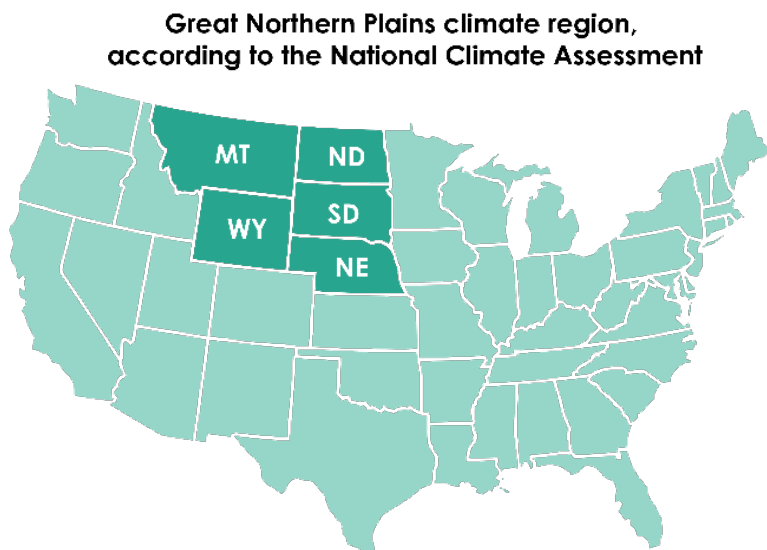 Great Northern Plains climate region,
according to the National Climate Assessment
MT
ND
WY
SD
NE